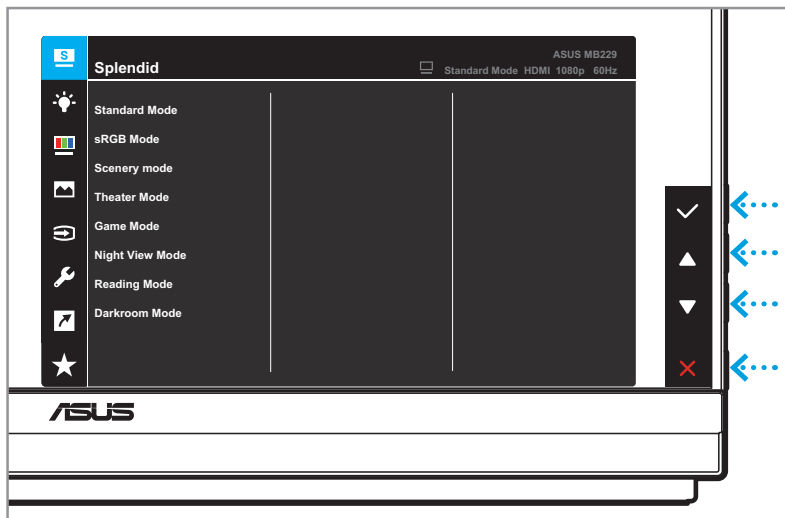 S
Splendid
ASUS MB229
Standard Mode HDMI 1080p 60Hz
Standard Mode
sRGB Mode
Scenery mode
Theater Mode
Game Mode
Night View Mode
Reading Mode
Darkroom Mode
ASUS